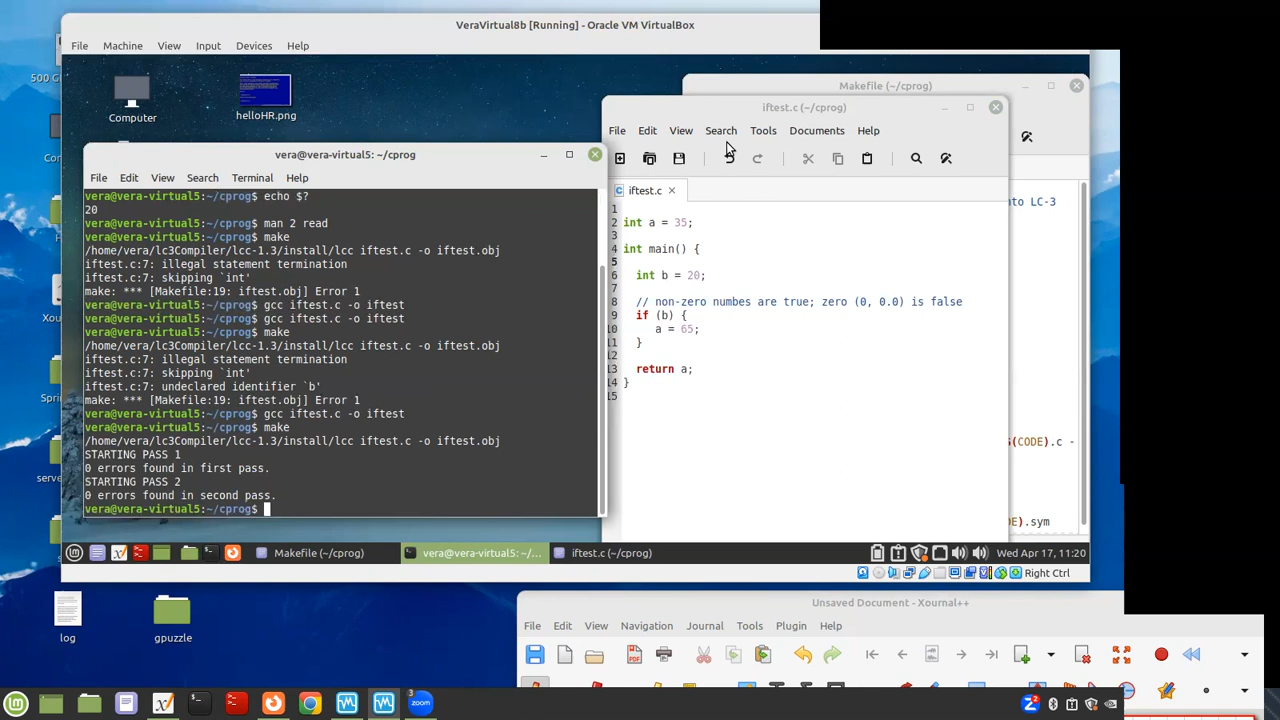 VeraVirtual8b [Running] - Oracle VM VirtualBox
File Machine View Input Devices Help
500 G
Computer
helloHR.png
Makefile (~/cprog)
iftest.c (~/cprog)
File Edit View Search Tools Documents Help
iftest.c
1
2 int a = 35;
3
4 int main() {
5
6 int b = 20;
7
8 // non-zero numbes are true; zero (0, 0.0) is false
9 if (b) {
10 a = 65;
11 }
12
13 return a;
14 }
15
nto LC-3
S(CODE).c -
DE).sym
vera@vera-virtual5: ~/cprog
File Edit View Search Terminal Help
vera@vera-virtual5:~/cprog$ echo $?
20
vera@vera-virtual5:~/cprog$ man 2 read
vera@vera-virtual5:~/cprog$ make
/home/vera/lc3Compiler/lcc-1.3/install/lcc iftest.c -o iftest.obj
iftest.c:7: illegal statement termination
iftest.c:7: skipping `int'
make: *** [Makefile:19: iftest.obj] Error 1
vera@vera-virtual5:~/cprog$ gcc iftest.c -o iftest
vera@vera-virtual5:~/cprog$ gcc iftest.c -o iftest
vera@vera-virtual5:~/cprog$ make
/home/vera/lc3Compiler/lcc-1.3/install/lcc iftest.c -o iftest.obj
iftest.c:7: illegal statement termination
iftest.c:7: skipping `int'
iftest.c:7: undeclared identifier `b'
make: *** [Makefile:19: iftest.obj] Error 1
vera@vera-virtual5:~/cprog$ gcc iftest.c -o iftest
vera@vera-virtual5:~/cprog$ make
/home/vera/lc3Compiler/lcc-1.3/install/lcc iftest.c -o iftest.obj
STARTING PASS 1
0 errors found in first pass.
STARTING PASS 2
0 errors found in second pass.
vera@vera-virtual5:~/cprog$
Co
Xou
Spri
serve
Makefile (~/cprog)
vera@vera-virtual5: ~/...
iftest.c (~/cprog)
Wed Apr 17, 11:20
Right Ctrl
log
gpuzzle
Unsaved Document - Xournal++
File Edit View Navigation Journal Tools Plugin Help
3
zoom